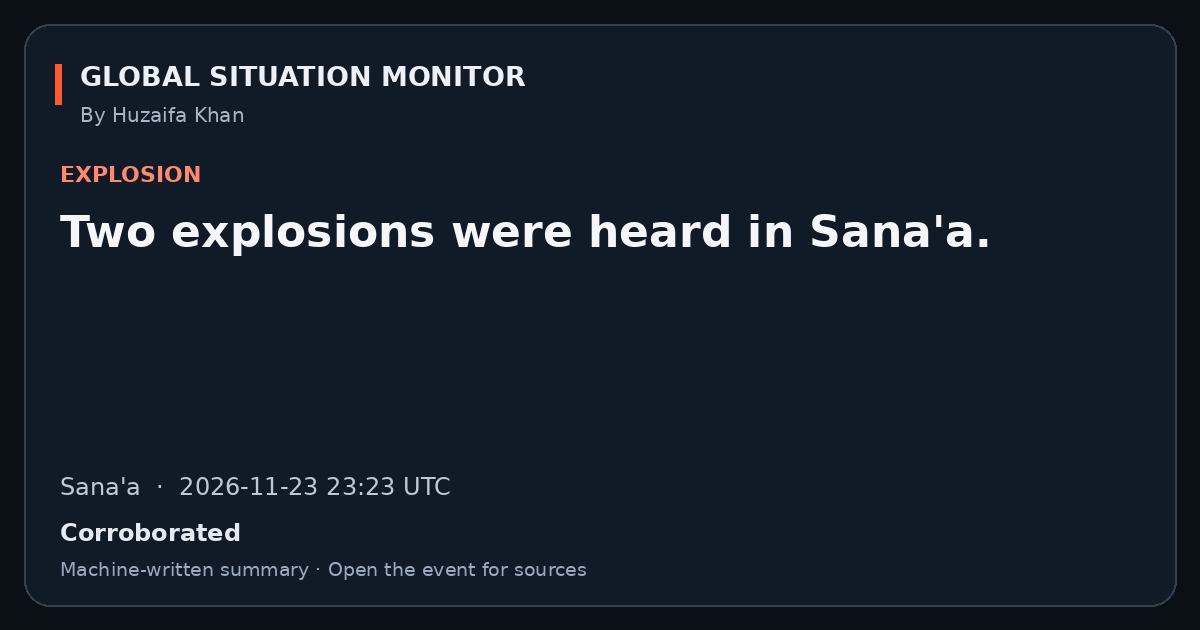 GLOBAL SITUATION MONITOR
By Huzaifa Khan
EXPLOSION
Two explosions were heard in Sana'a.
Sana'a · 2026-11-23 23:23 UTC
Corroborated
Machine-written summary · Open the event for sources